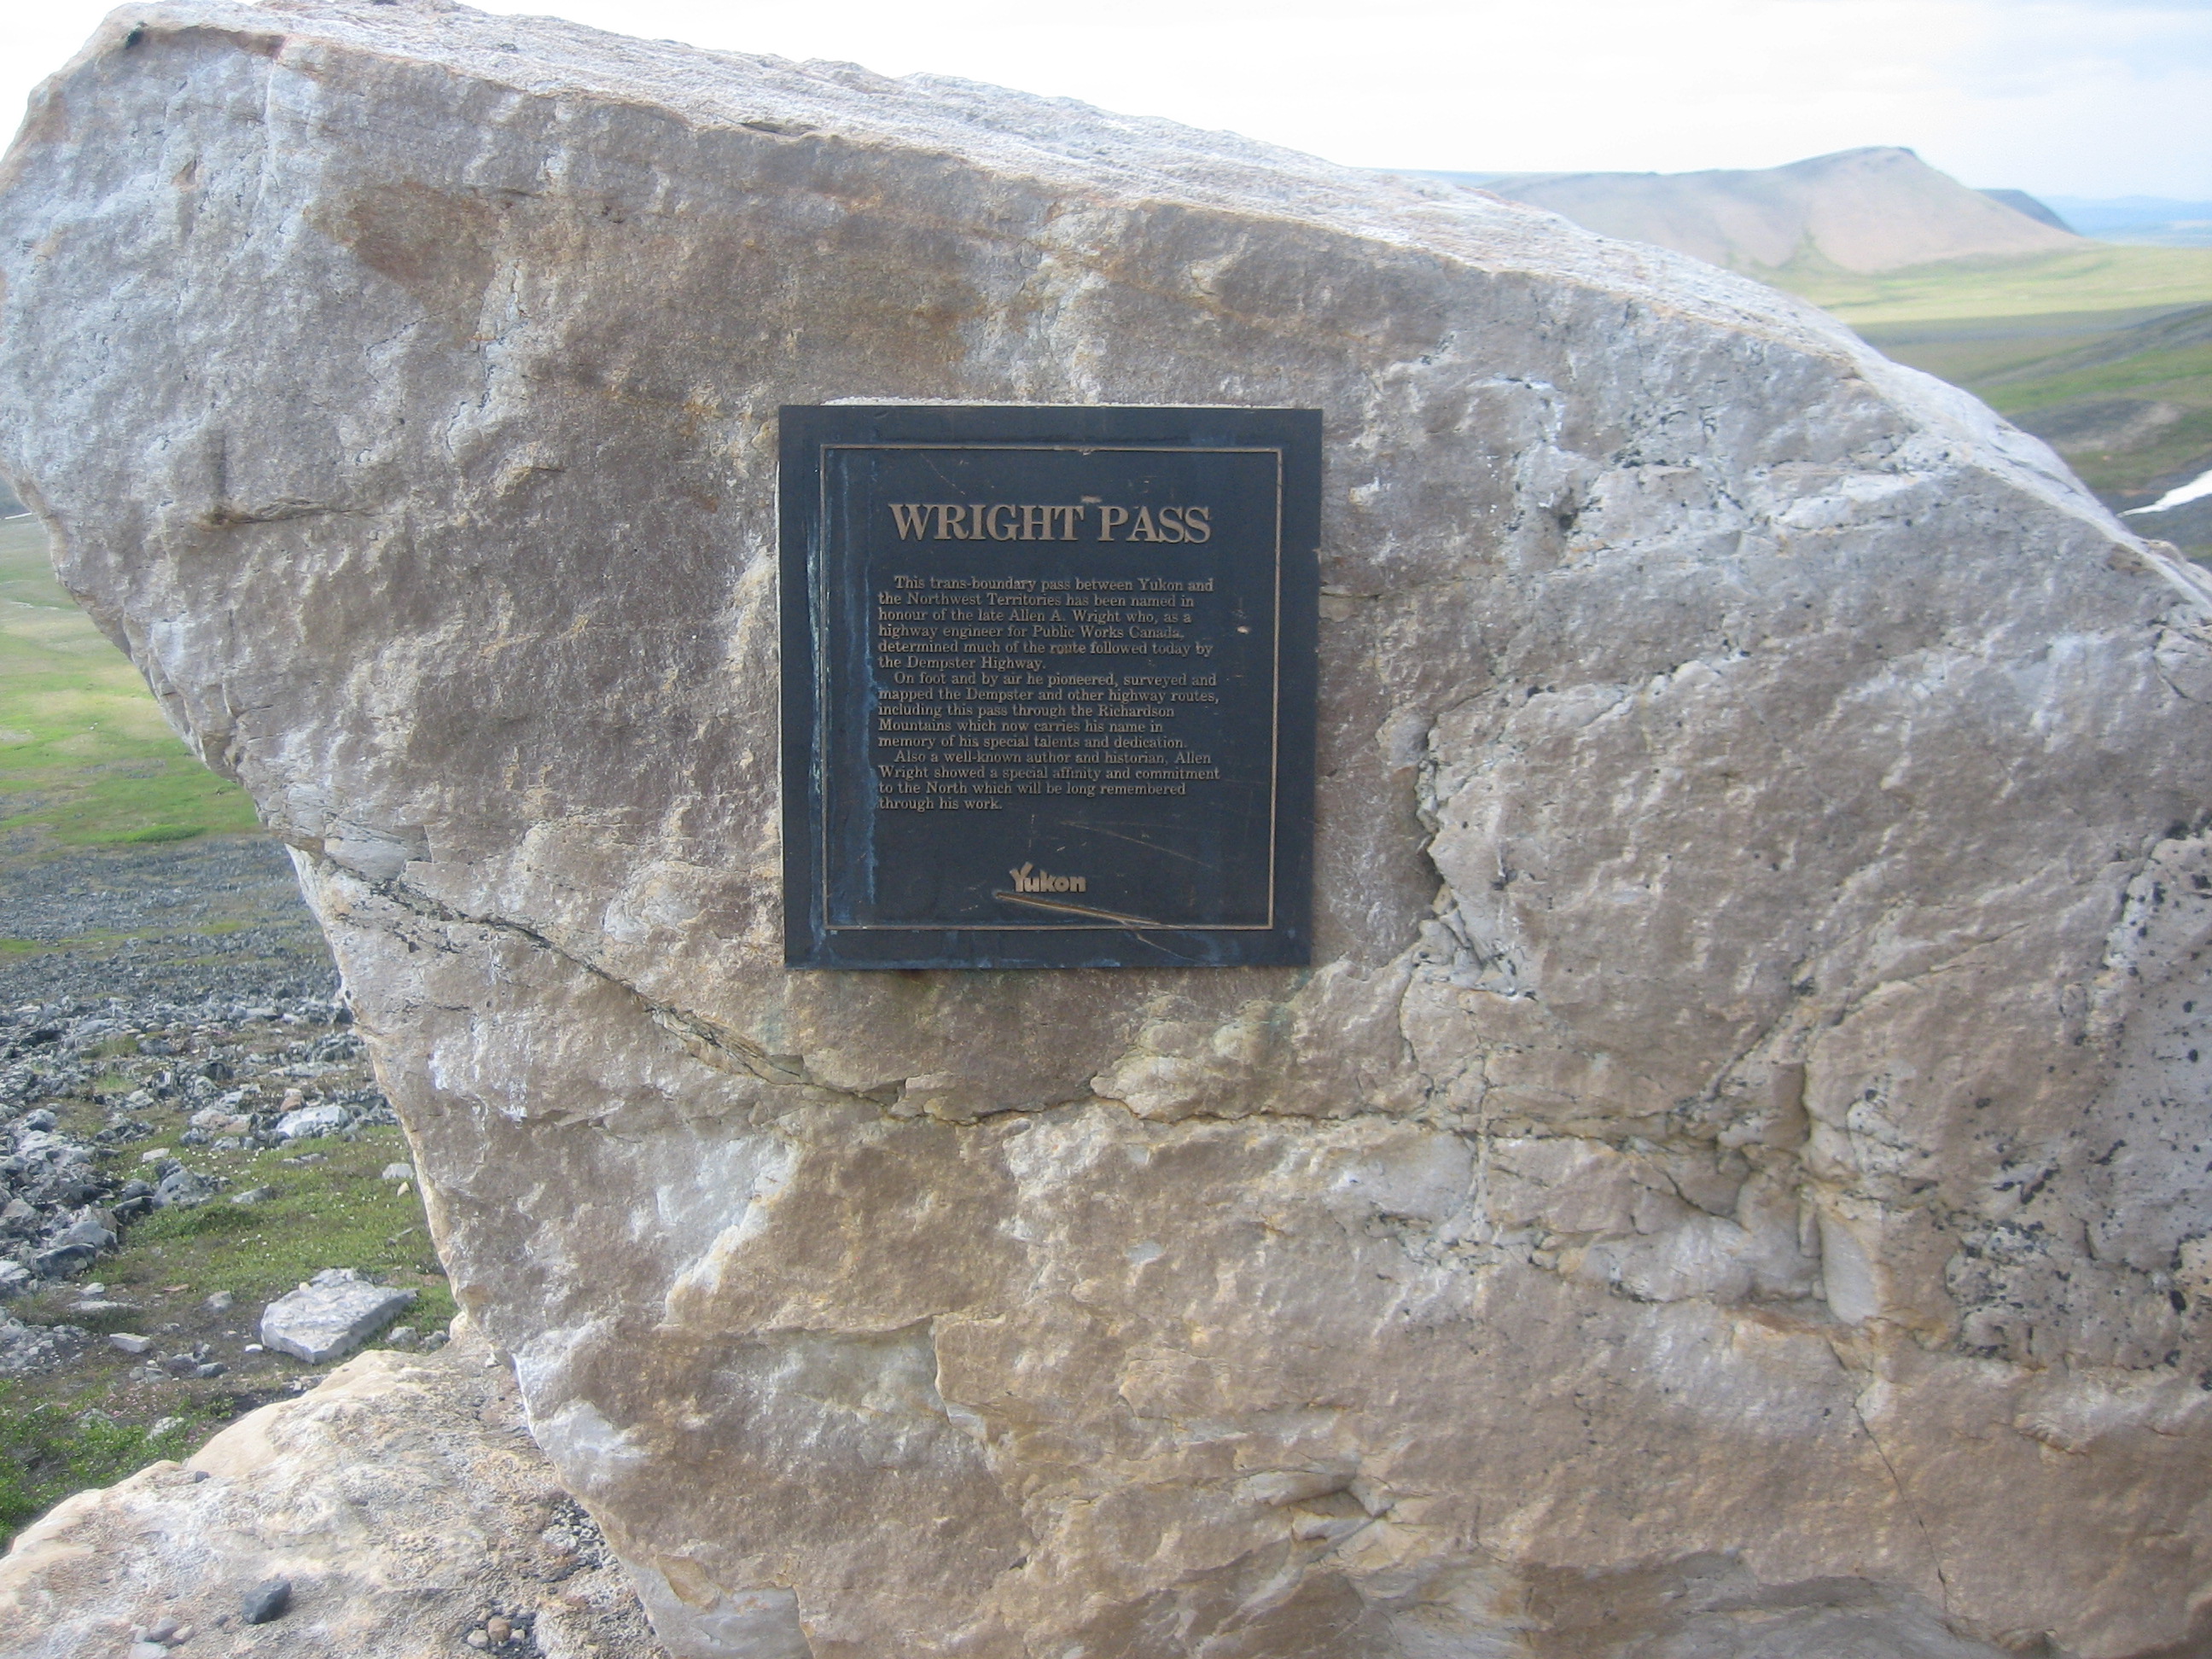 WRIGHT PASS
This trans-boundary pass between Yukon and
the Northwest Territories has been named in
honour of the late Allen A. Wright who, as a
highway engineer for Public Works Canada,
determined much of the route followed today by
the Dempster Highway.
On foot and by air he pioneered, surveyed and
mapped the Dempster and other highway routes,
including this pass through the Richardson
Mountains which now carries his name in
memory of his special talents and dedication.
Also a well-known author and historian, Allen
Wright showed a special affinity and commitment
to the North which will be long remembered
through his work.
Yukon